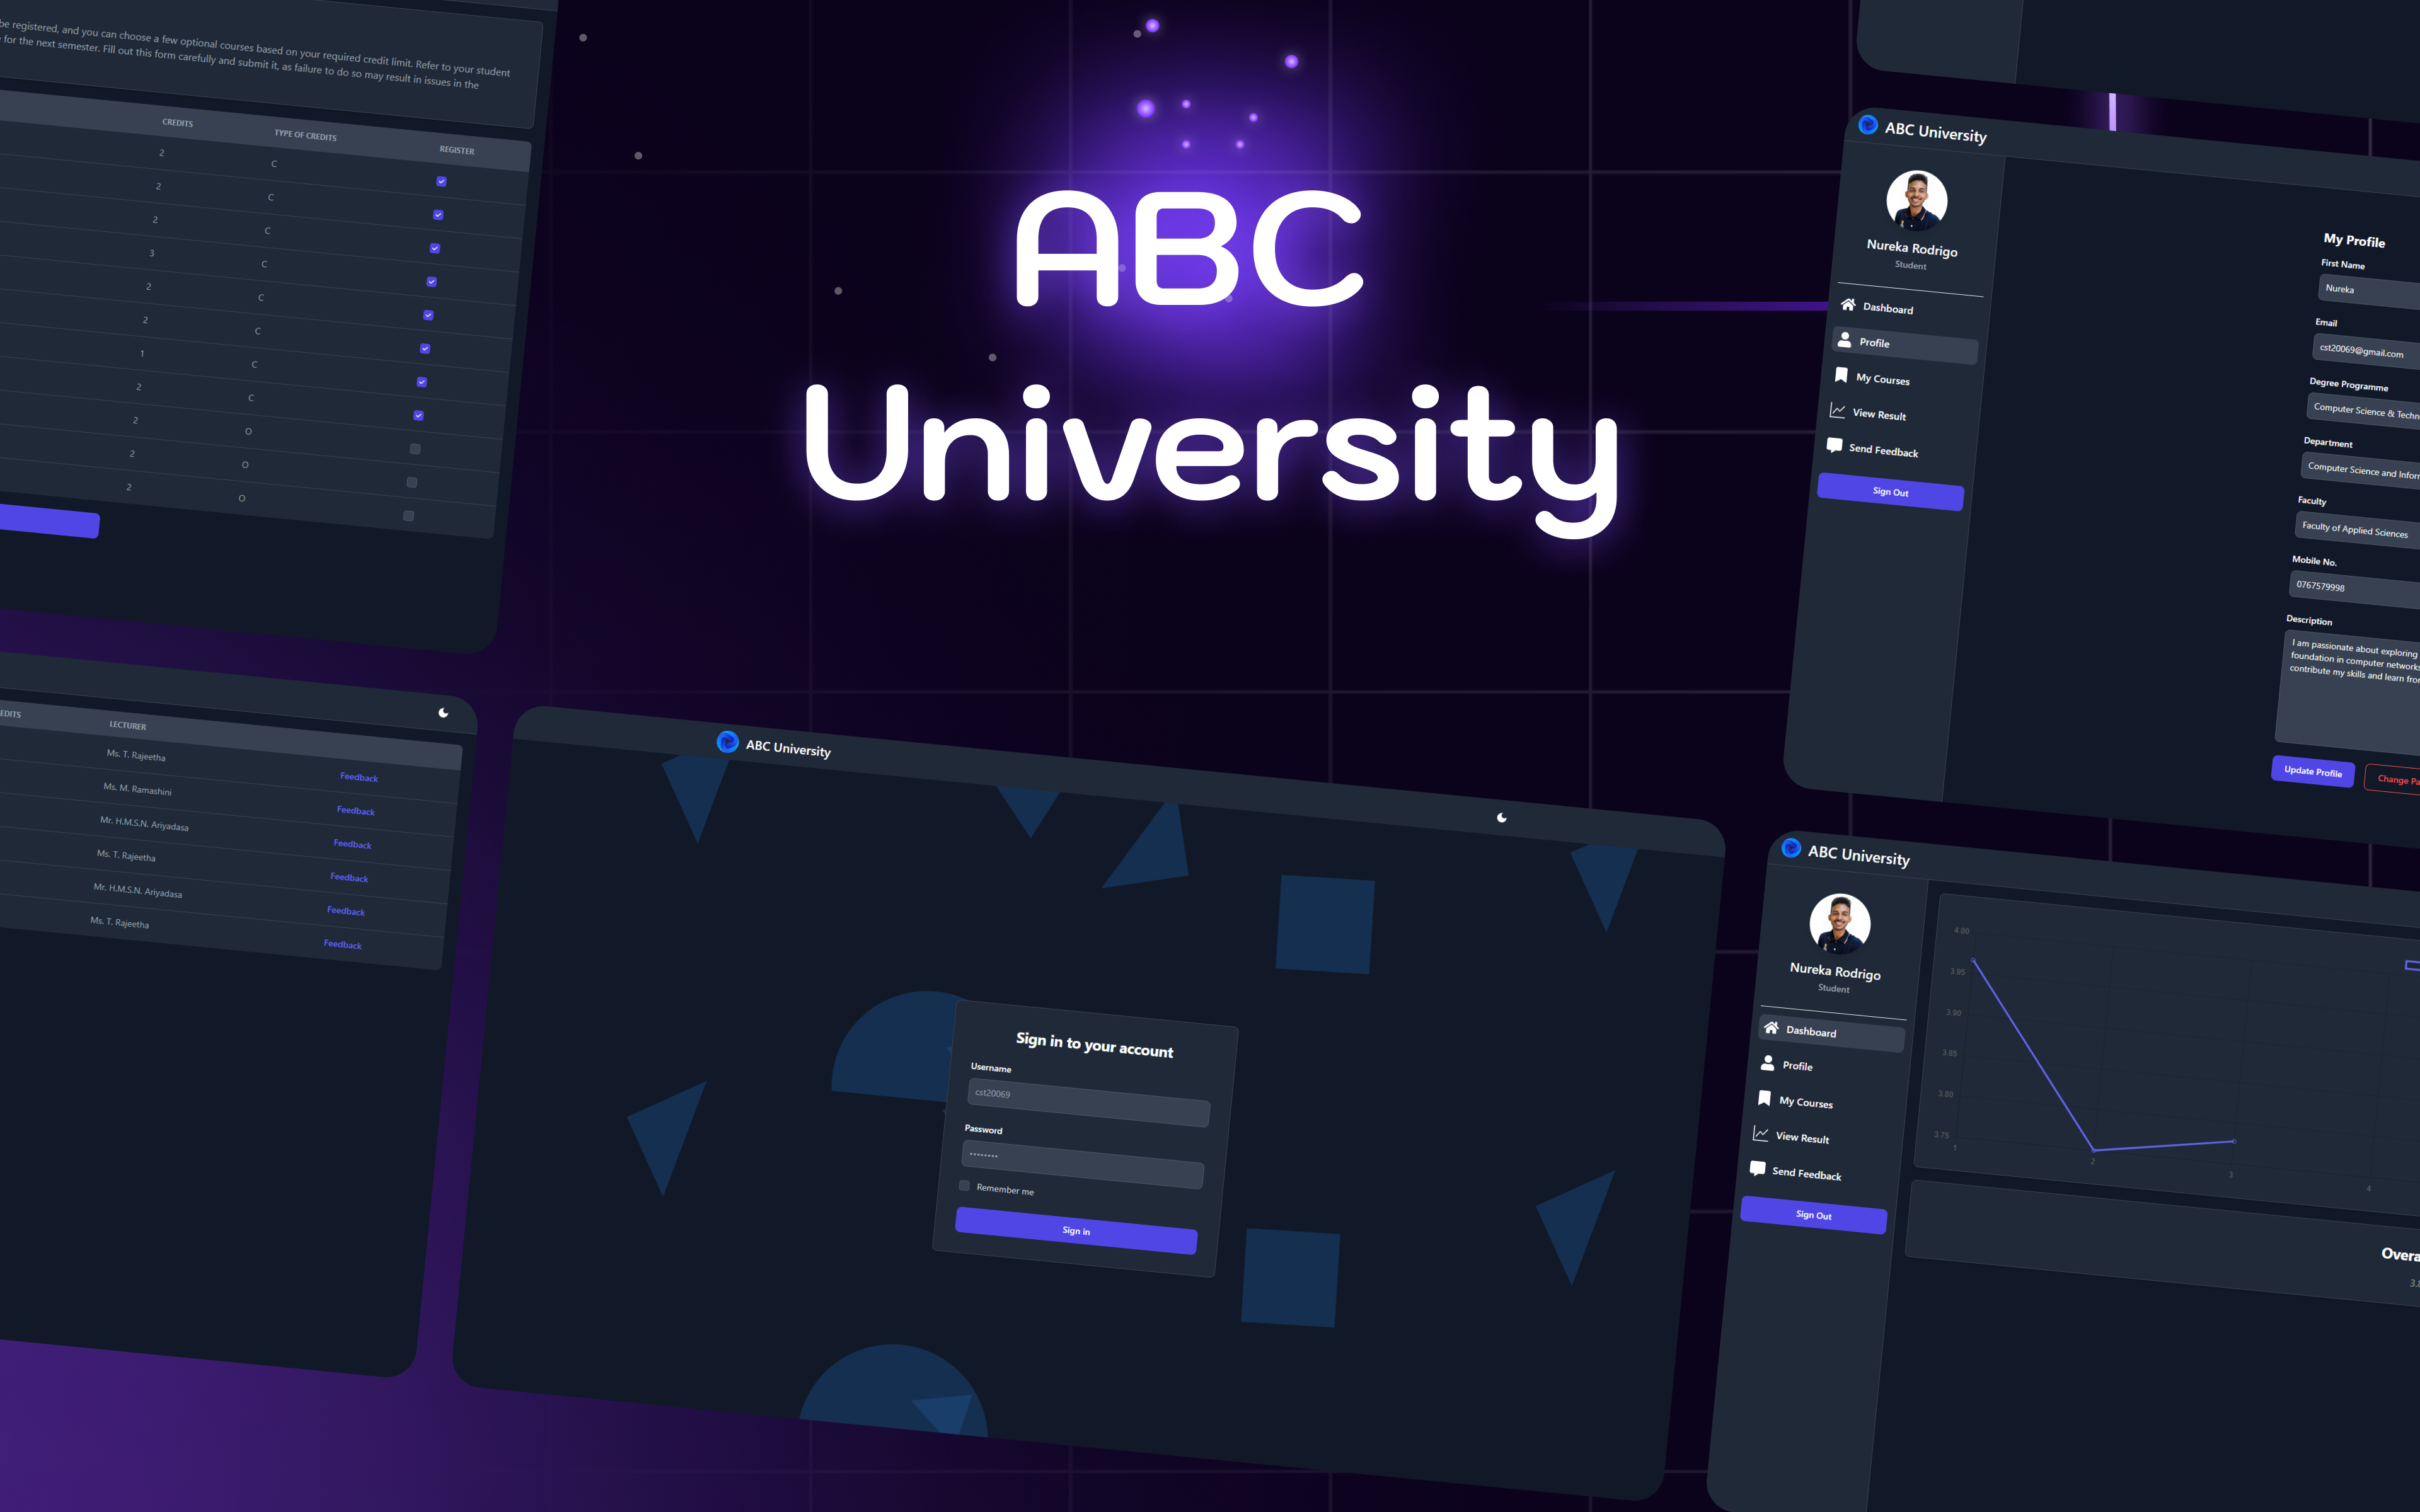 be registered, and you can choose a few optional courses based on your required credit limit. Refer to your student
for the next semester. Fill out this form carefully and submit it, as failure to do so may result in issues in the
CREDITS TYPE OF CREDITS REGISTER
2 C
2 C
2 C
3 C
2 C
2 C
1 C
2 C
2 O
2 O
2 O
ABC
University
ABC University
Nureka Rodrigo
Student
Dashboard
Profile
My Courses
View Result
Send Feedback
Sign Out
My Profile
First Name
Nureka
Email
cst20069@gmail.com
Degree Programme
Computer Science & Techn
Department
Computer Science and Inforr
Faculty
Faculty of Applied Sciences
Mobile No.
0767579998
Description
I am passionate about exploring
foundation in computer networks
contribute my skills and learn fro
Update Profile
Change Pa
EDITS LECTURER
Ms. T. Rajeetha Feedback
Ms. M. Ramashini Feedback
Mr. H.M.S.N. Ariyadasa Feedback
Ms. T. Rajeetha Feedback
Mr. H.M.S.N. Ariyadasa Feedback
Ms. T. Rajeetha Feedback
ABC University
Sign in to your account
Username
cst20069
Password
Remember me
Sign in
ABC University
Nureka Rodrigo
Student
Dashboard
Profile
My Courses
View Result
Send Feedback
Sign Out
4.00
3.95
3.90
3.85
3.80
3.75
1 2 3 4
Overa
3.8